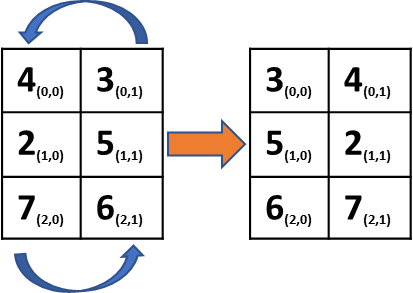 4(0,0) 3(0,1) 3(0,0) 4(0,1)
2(1,0) 5(1,1) 5(1,0) 2(1,1)
7(2,0) 6(2,1) 6(2,0) 7(2,1)